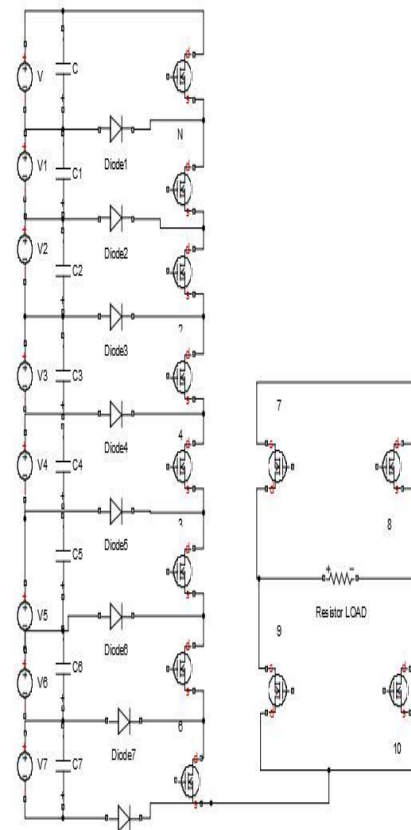 V
C
N
Diode1
V1
C1
Diode2
V2
C2
2
Diode3
V3
C3
7
4
Diode4
V4
C4
8
3
Diode5
C5
Resistor LOAD
V5
9
Diode6
V6
C6
6
10
Diode7
V7
C7